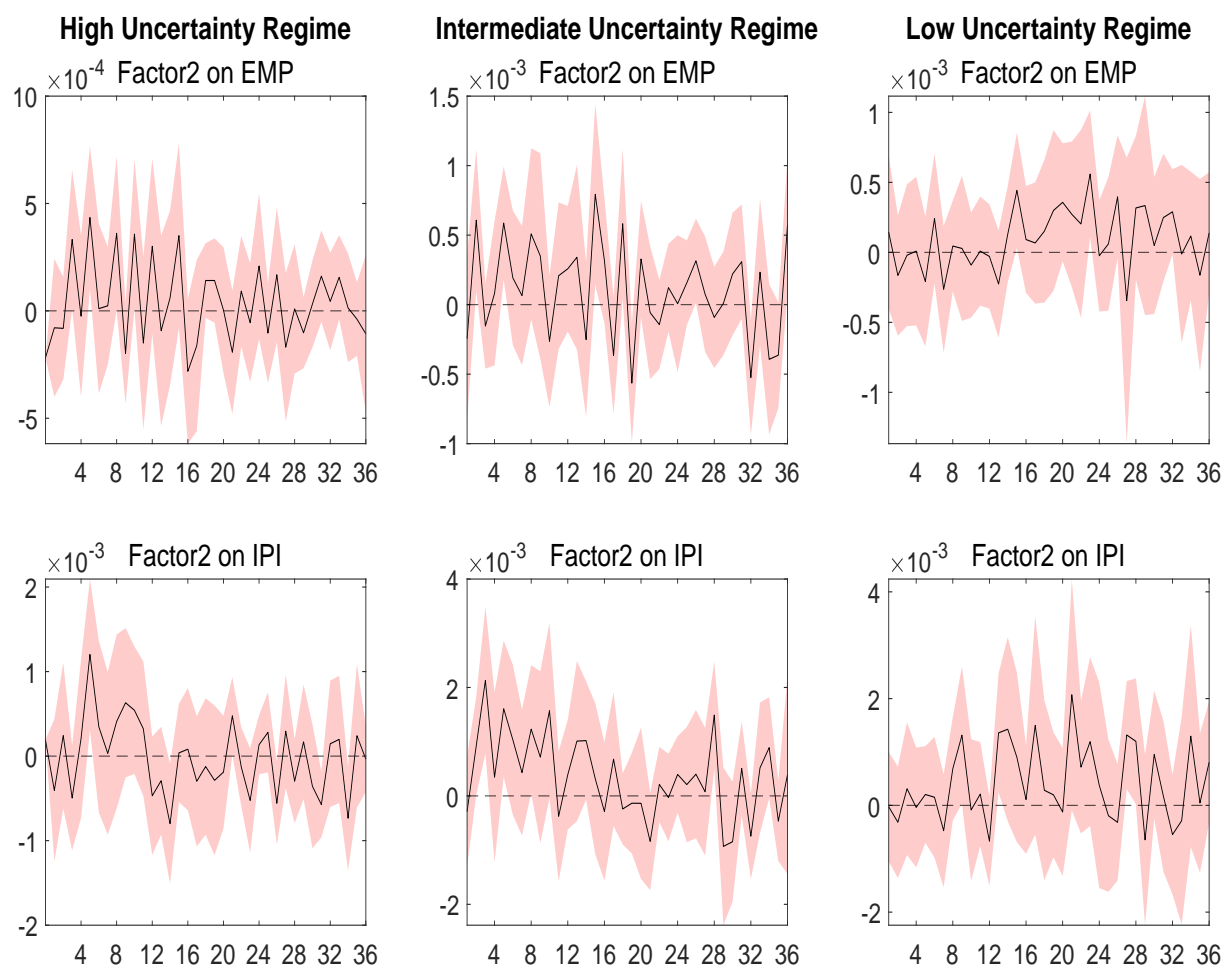 High Uncertainty Regime
Intermediate Uncertainty Regime
Low Uncertainty Regime
×10-4 Factor2 on EMP
10
5
0
-5
4 8 12 16 20 24 28 32 36
×10-3 Factor2 on EMP
1.5
1
0.5
0
-0.5
-1
4 8 12 16 20 24 28 32 36
×10-3 Factor2 on EMP
1
0.5
0
-0.5
-1
4 8 12 16 20 24 28 32 36
×10-3 Factor2 on IPI
2
1
0
-1
-2
4 8 12 16 20 24 28 32 36
×10-3 Factor2 on IPI
4
2
0
-2
4 8 12 16 20 24 28 32 36
×10-3 Factor2 on IPI
4
2
0
-2
4 8 12 16 20 24 28 32 36